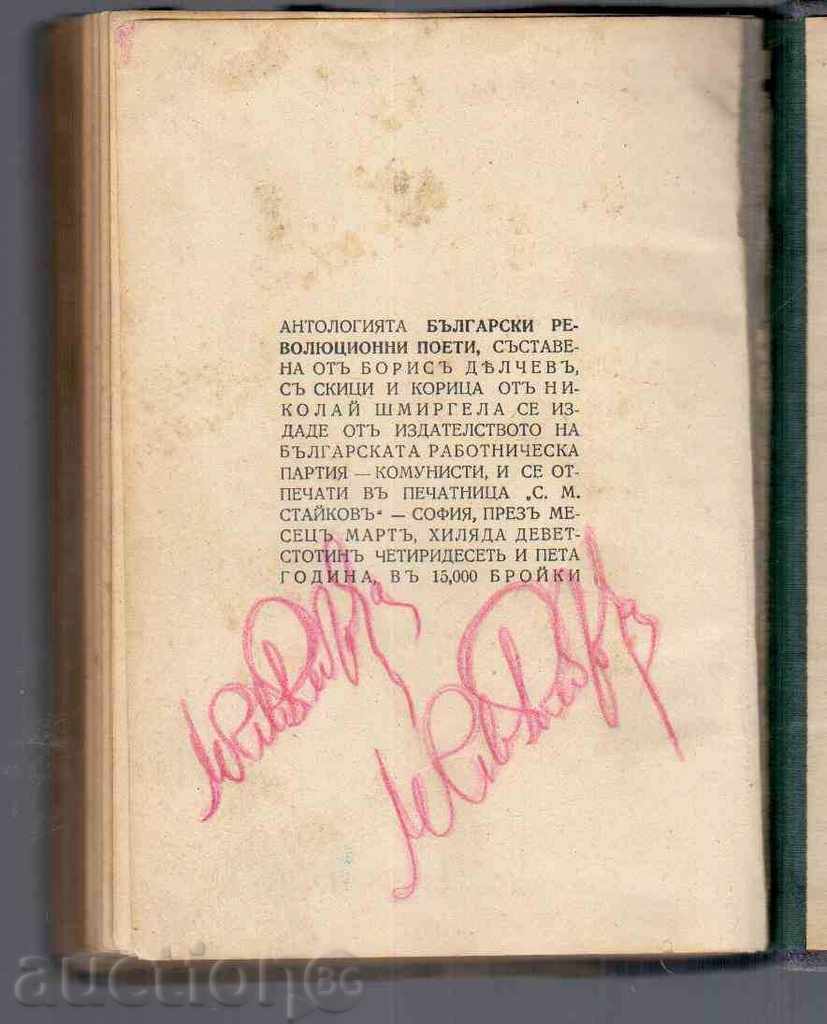 АНТОЛОГИЯТА БЪЛГАРСКИ РЕ-
ВОЛЮЦИОННИ ПОЕТИ, СЪСТАВЕ-
НА ОТЪ БОРИСЪ ДѢЛЧЕВЪ,
СЪ СКИЦИ И КОРИЦА ОТЪ НИ-
КОЛАЙ ШМИРГЕЛА СЕ ИЗ-
ДАДЕ ОТЪ ИЗДАТЕЛСТВОТО НА
БЪЛГАРСКАТА РАБОТНИЧЕСКА
ПАРТИЯ — КОМУНИСТИ, И СЕ ОТ-
ПЕЧАТИ ВЪ ПЕЧАТНИЦА „С. М.
СТАЙКОВЪ“ — СОФИЯ, ПРЕЗЪ МЕ-
СЕЦЪ МАРТЪ, ХИЛЯДА ДЕВЕТ-
СТОТИНЪ ЧЕТИРИДЕСЕТЬ И ПЕТА
ГОДИНА, ВЪ 15,000 БРОЙКИ
auctionBG